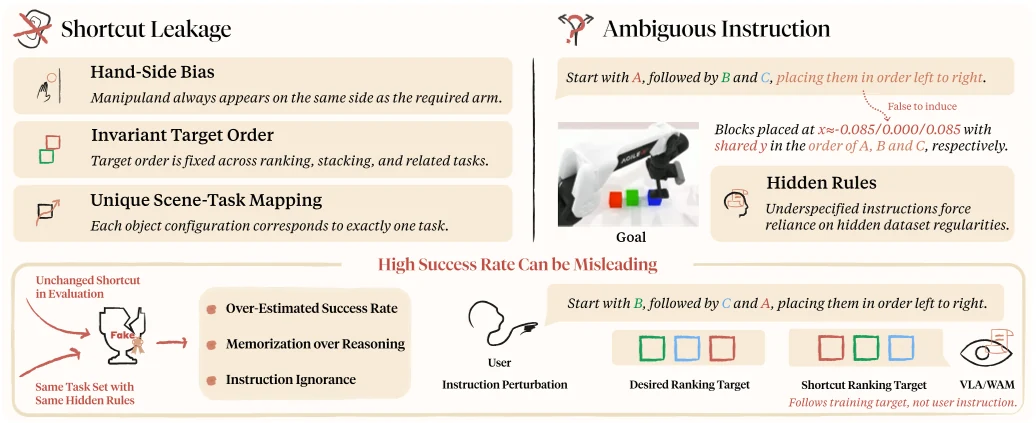 Shortcut Leakage
Hand-Side Bias
Manipuland always appears on the same side as the required arm.
Invariant Target Order
Target order is fixed across ranking, stacking, and related tasks.
Unique Scene-Task Mapping
Each object configuration corresponds to exactly one task.
Ambiguous Instruction
Start with A, followed by B and C, placing them in order left to right.
False to induce
Blocks placed at x≈-0.085/0.000/0.085 with
shared y in the order of A, B and C, respectively.
AGILE
Goal
Hidden Rules
Underspecified instructions force
reliance on hidden dataset regularities.
High Success Rate Can be Misleading
Unchanged Shortcut
in Evaluation
Fake
Same Task Set with
Same Hidden Rules
Over-Estimated Success Rate
Memorization over Reasoning
Instruction Ignorance
User
Instruction Perturbation
Start with B, followed by C and A, placing them in order left to right.
Desired Ranking Target
Shortcut Ranking Target
VLA/WAM
Follows training target, not user instruction.